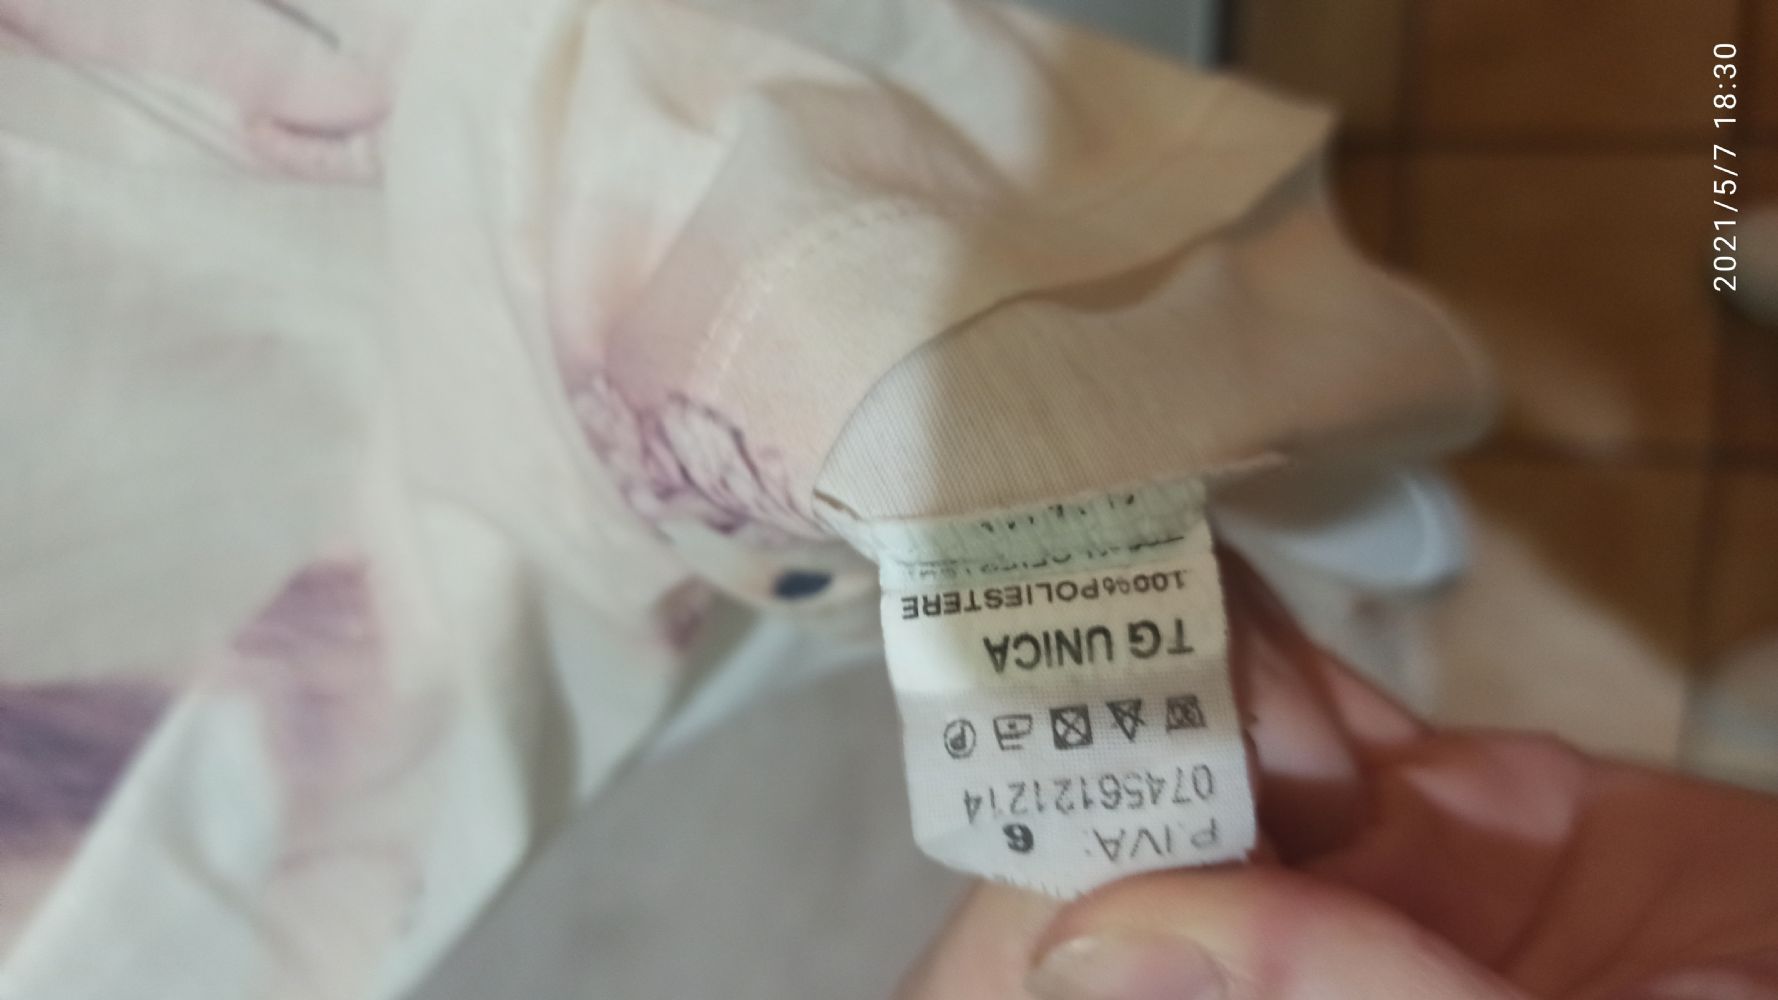 2021/5/7 18:30
100%POLIESTERE
TG UNICA
P
07456121214
P.IVA: 6